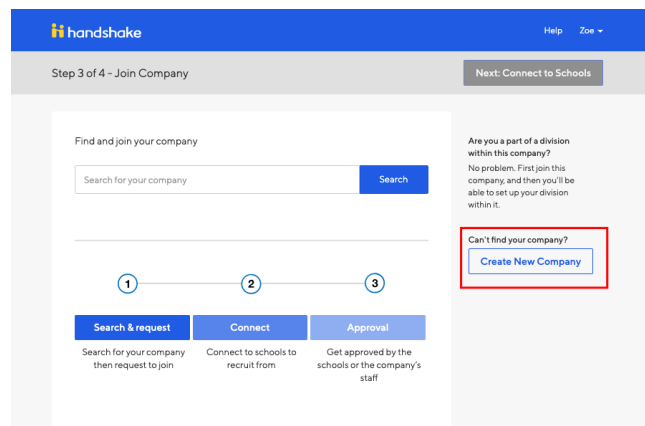 handshake
Help
Zoe
Step 3 of 4 - Join Company
Next: Connect to Schools
Find and join your company
Search for your company
Search
Are you a part of a division
within this company?
No problem. First join this
company, and then you'll be
able to set up your division
within it.
Can't find your company?
Create New Company
1
2
3
Search & request
Connect
Approval
Search for your company
then request to join
Connect to schools to
recruit from
Get approved by the
schools or the company's
staff